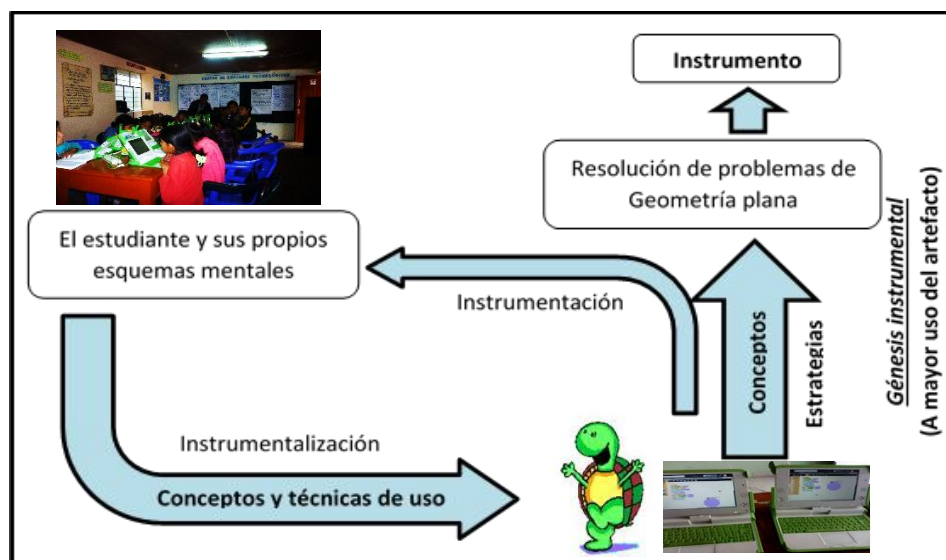 Instrumento
Resolución de problemas de
Geometría plana
El estudiante y sus propios
esquemas mentales
Instrumentación
Conceptos
Estrategias
Génesis instrumental
(A mayor uso del artefacto)
Instrumentalización
Conceptos y técnicas de uso